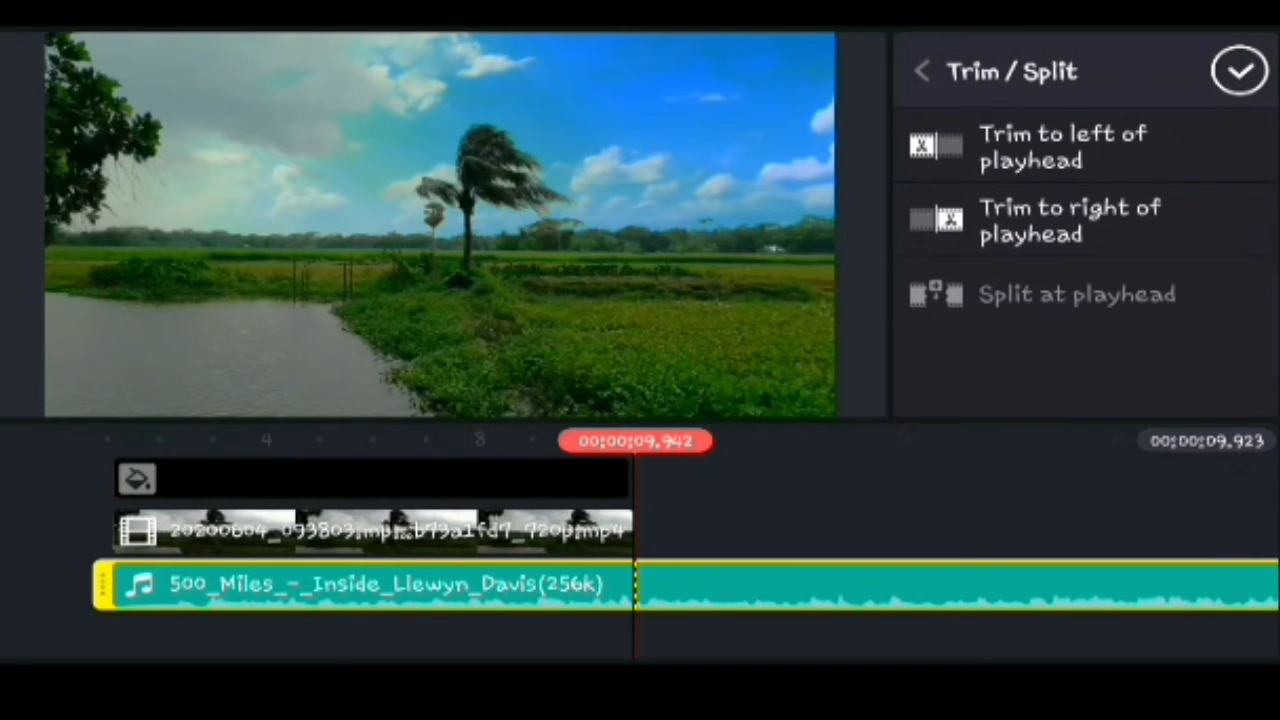 Trim / Split
Trim to left of
playhead
Trim to right of
playhead
Split at playhead
4
8
00:00:09.942
00:00:09.923
500_Miles_-_Inside_Llewyn_Davis(256k)